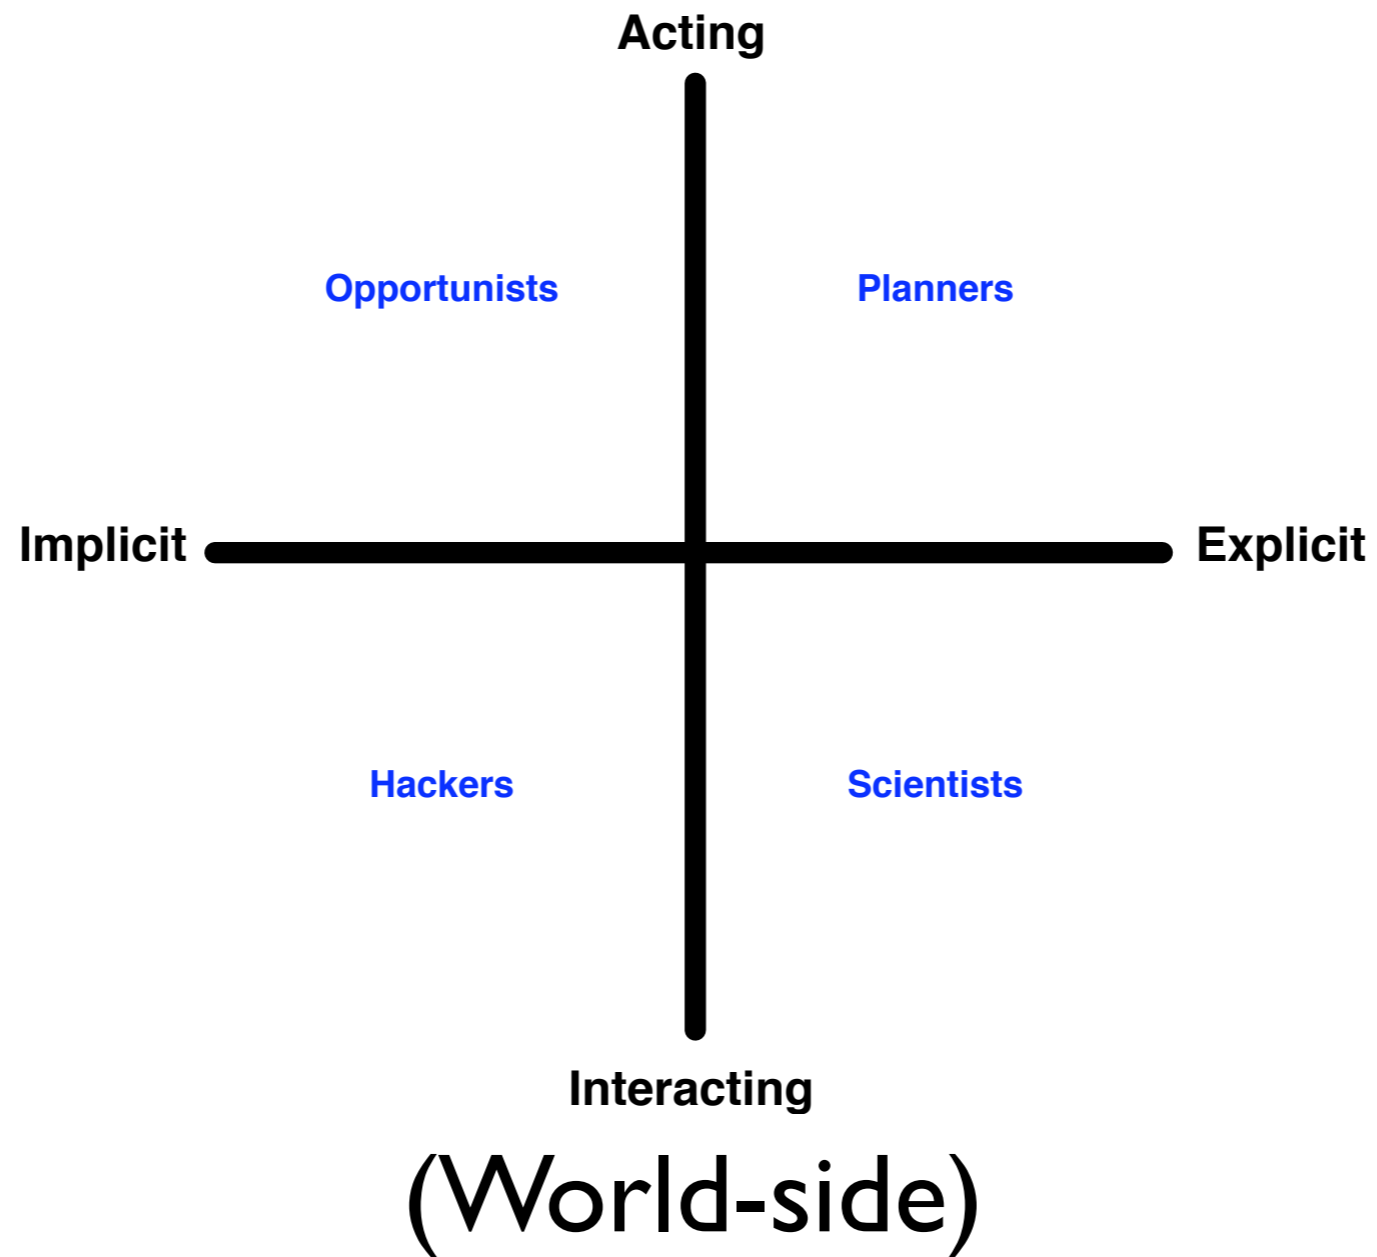 Acting
Opportunists Planners
Implicit Explicit
Hackers Scientists
Interacting
(World-side)